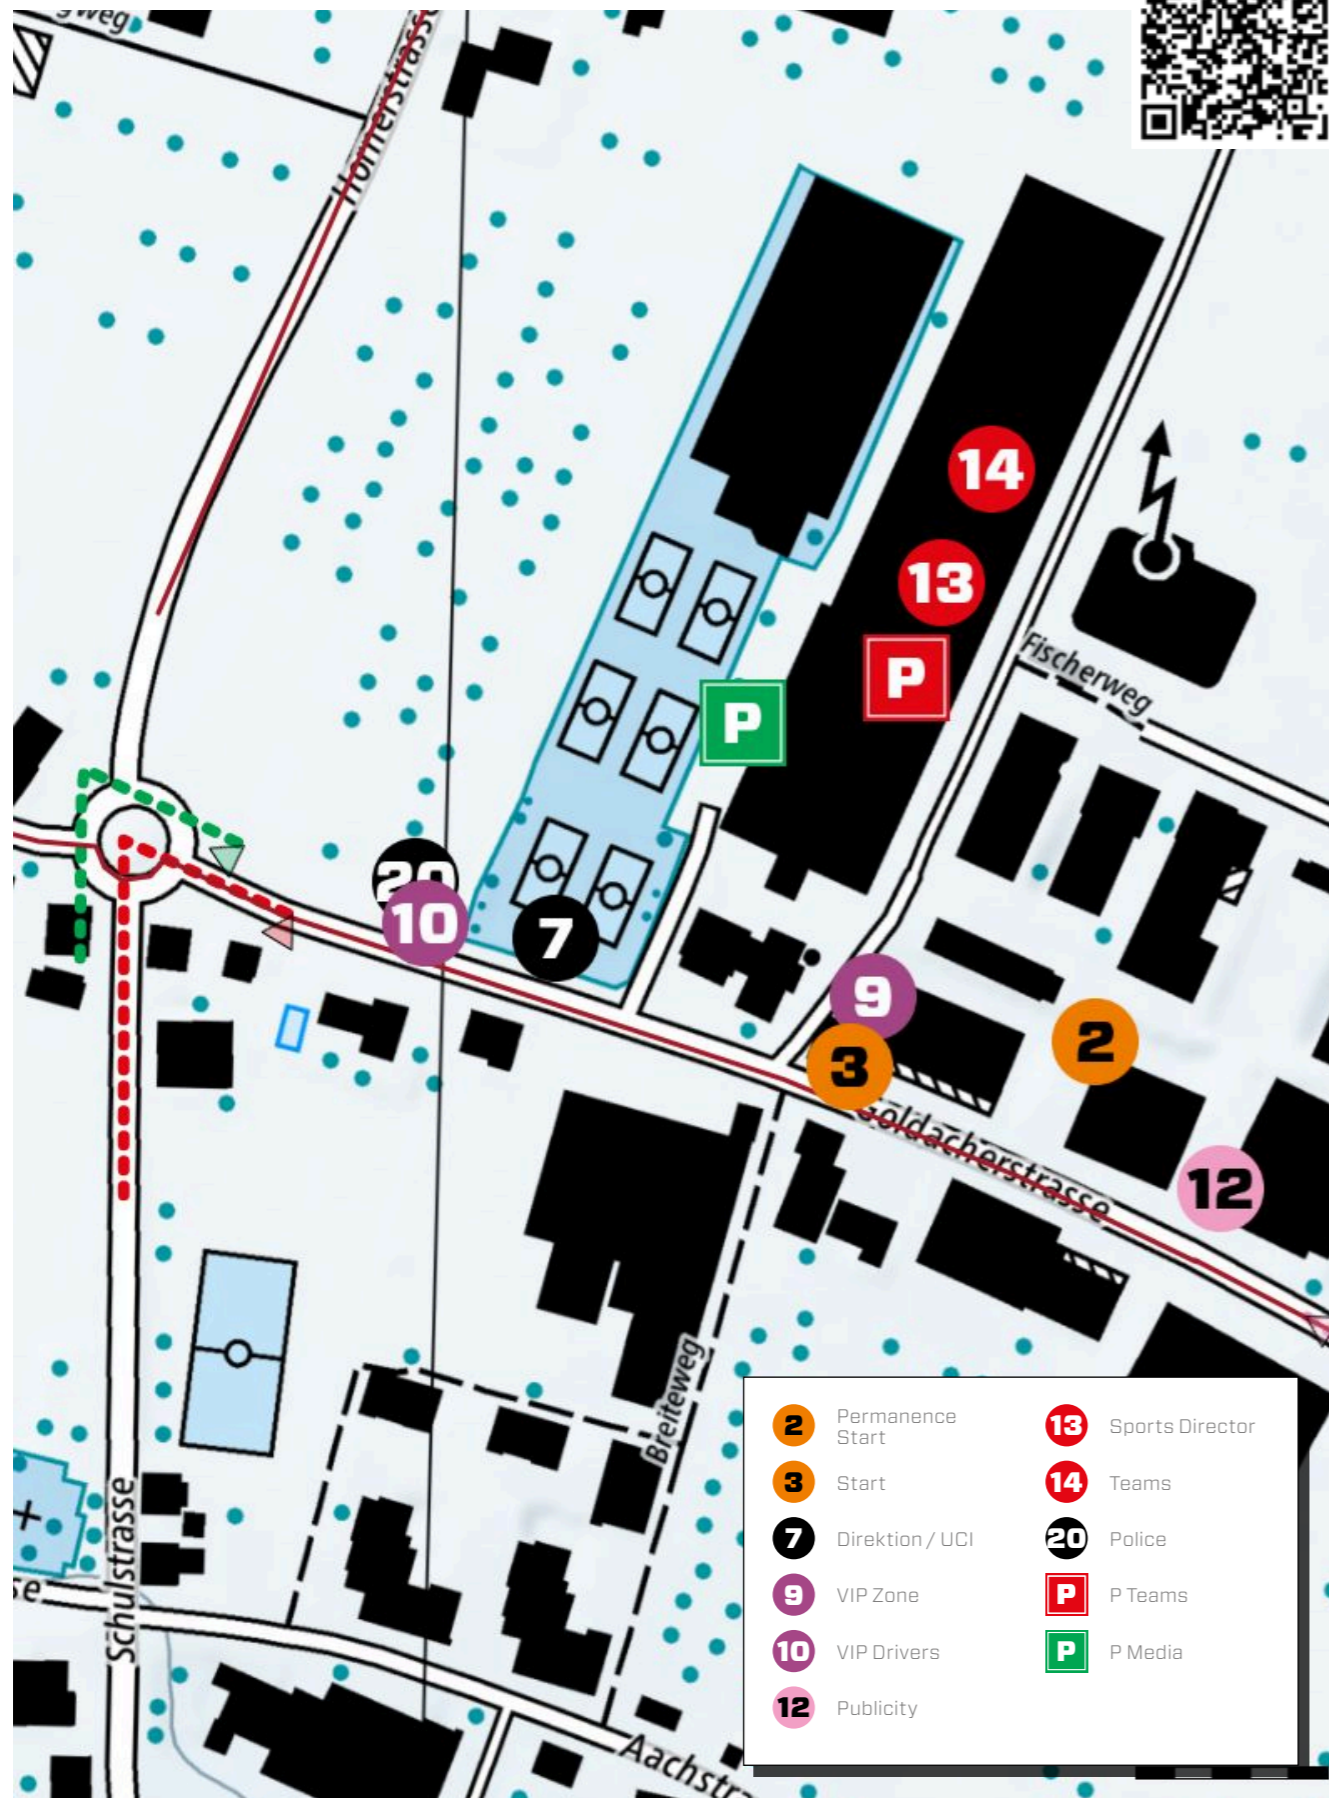 Hornerstrasse
14
13
P
Fischerweg
P
20
10
7
9
3
2
12
Goldacherstrasse
Breiteweg
Schulstrasse
Aachstra
2 Permanence
Start
3 Start
7 Direktion / UCI
9 VIP Zone
10 VIP Drivers
12 Publicity
13 Sports Director
14 Teams
20 Police
P P Teams
P P Media